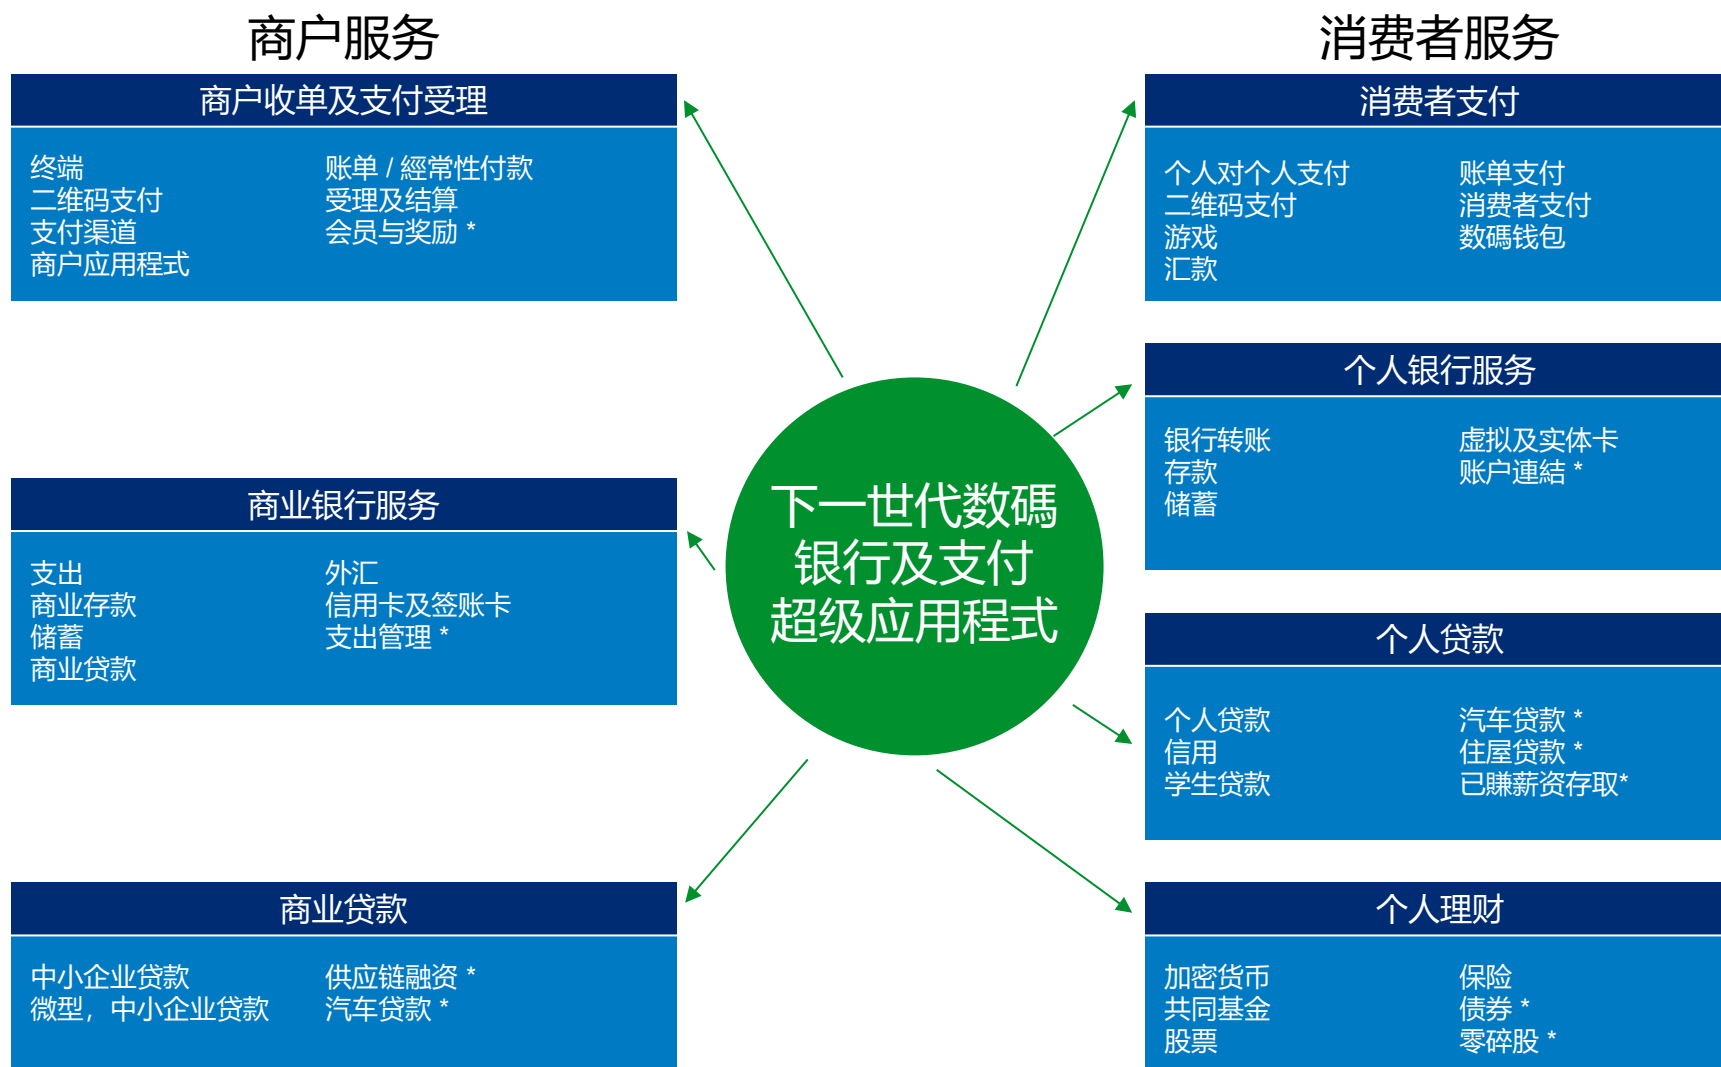 商户服务
商户收单及支付受理
终端
二维码支付
支付渠道
商户应用程式
账单 / 經常性付款
受理及结算
会员与奖励 *
商业银行服务
支出
商业存款
储蓄
商业贷款
外汇
信用卡及签账卡
支出管理 *
商业贷款
中小企业贷款
微型，中小企业贷款
供应链融资 *
汽车贷款 *
下一世代数碼
银行及支付
超级应用程式
消费者服务
消费者支付
个人对个人支付
二维码支付
游戏
汇款
账单支付
消费者支付
数碼钱包
个人银行服务
银行转账
存款
储蓄
虚拟及实体卡
账户連結 *
个人贷款
个人贷款
信用
学生贷款
汽车贷款 *
住屋贷款 *
已賺薪资存取*
个人理财
加密货币
共同基金
股票
保险
债券 *
零碎股 *